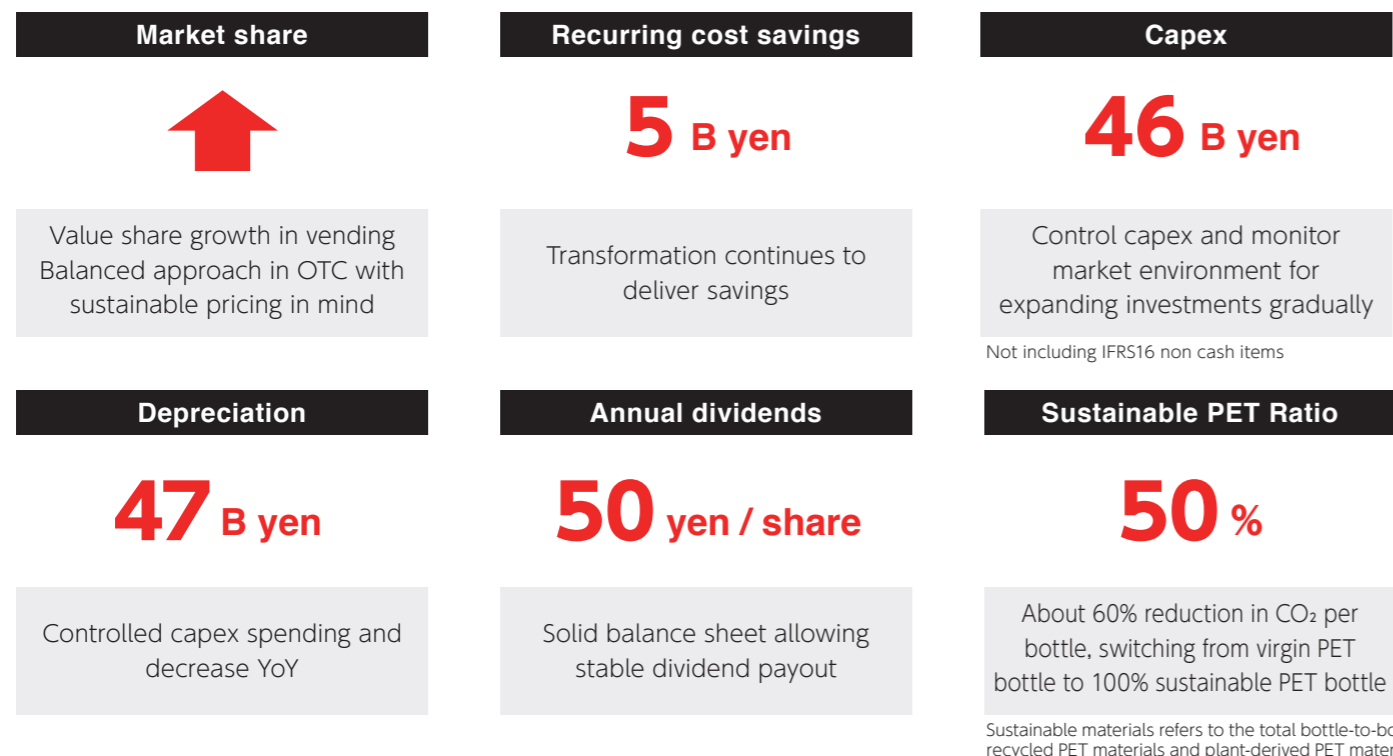 Market share
Value share growth in vending
Balanced approach in OTC with
sustainable pricing in mind
Recurring cost savings
5 B yen
Transformation continues to
deliver savings
Capex
46 B yen
Control capex and monitor
market environment for
expanding investments gradually
Not including IFRS16 non cash items
Depreciation
47 B yen
Controlled capex spending and
decrease YoY
Annual dividends
50 yen / share
Solid balance sheet allowing
stable dividend payout
Sustainable PET Ratio
50 %
About 60% reduction in CO₂ per
bottle, switching from virgin PET
bottle to 100% sustainable PET bottle
Sustainable materials refers to the total
recycled PET materials and plant-derived PET